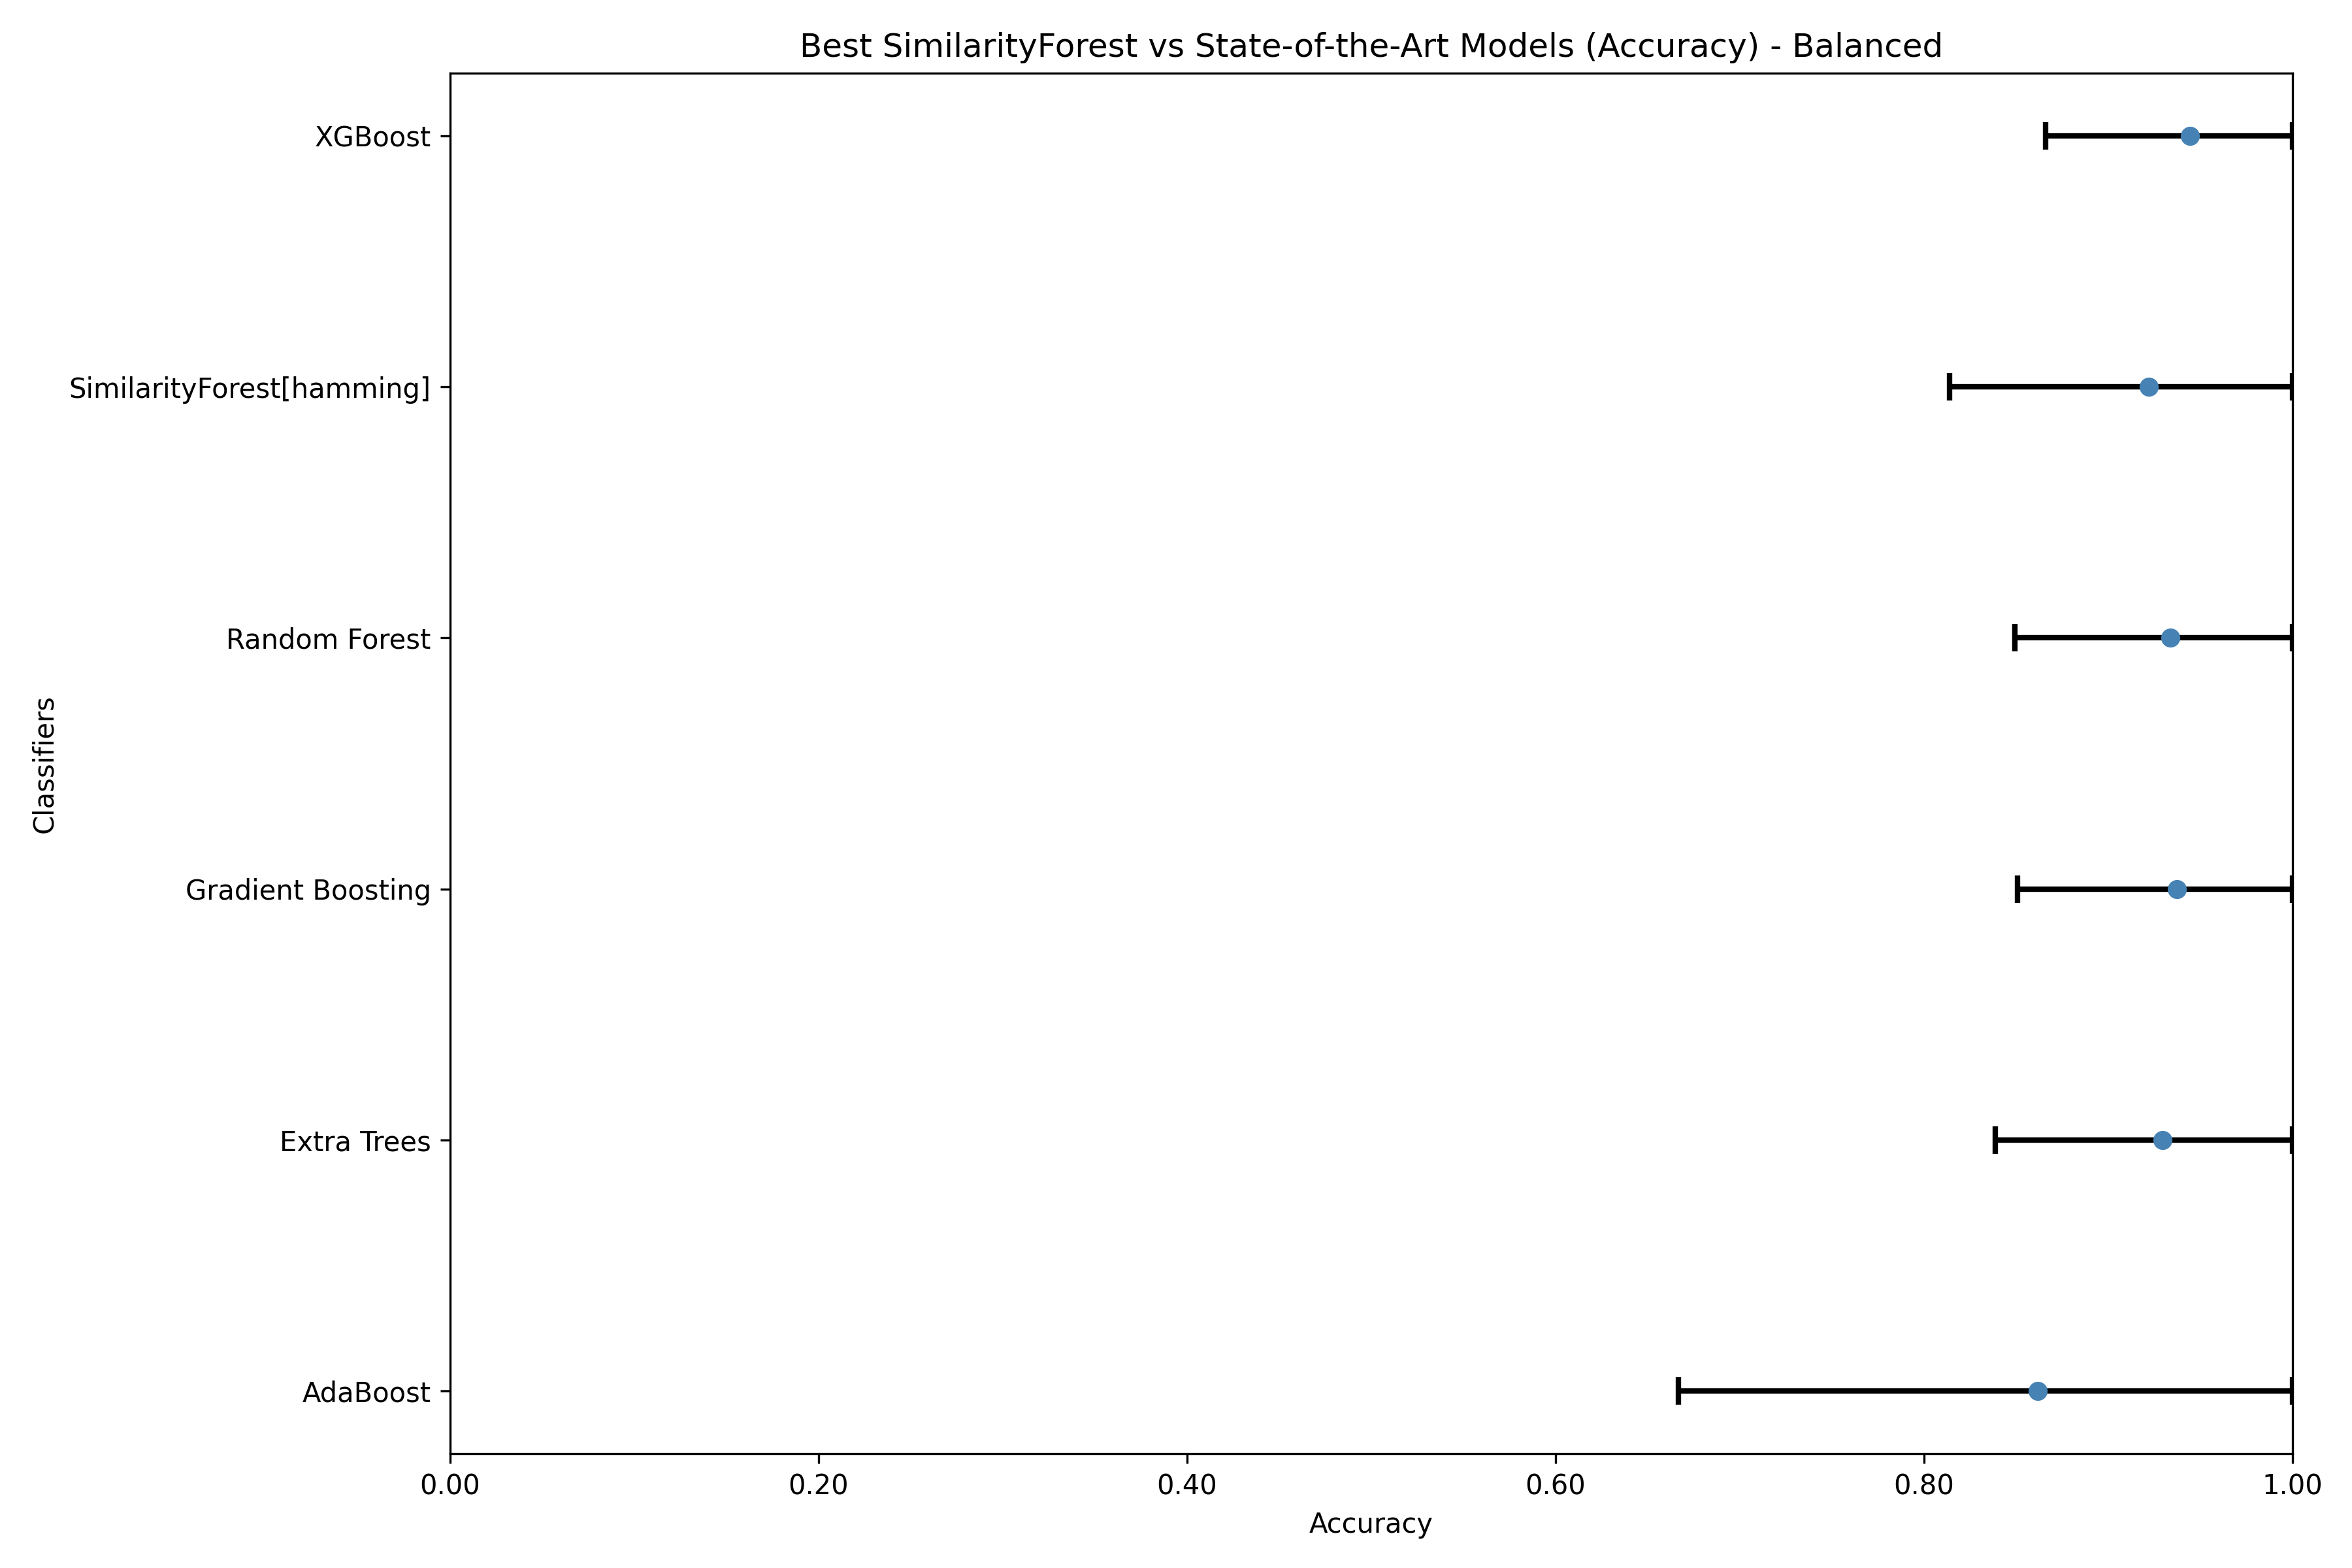 Best SimilarityForest vs State-of-the-Art Models (Accuracy) - Balanced
XGBoost
SimilarityForest[hamming]
Random Forest
Gradient Boosting
Extra Trees
AdaBoost
Classifiers
0.00 0.20 0.40 0.60 0.80 1.00
Accuracy